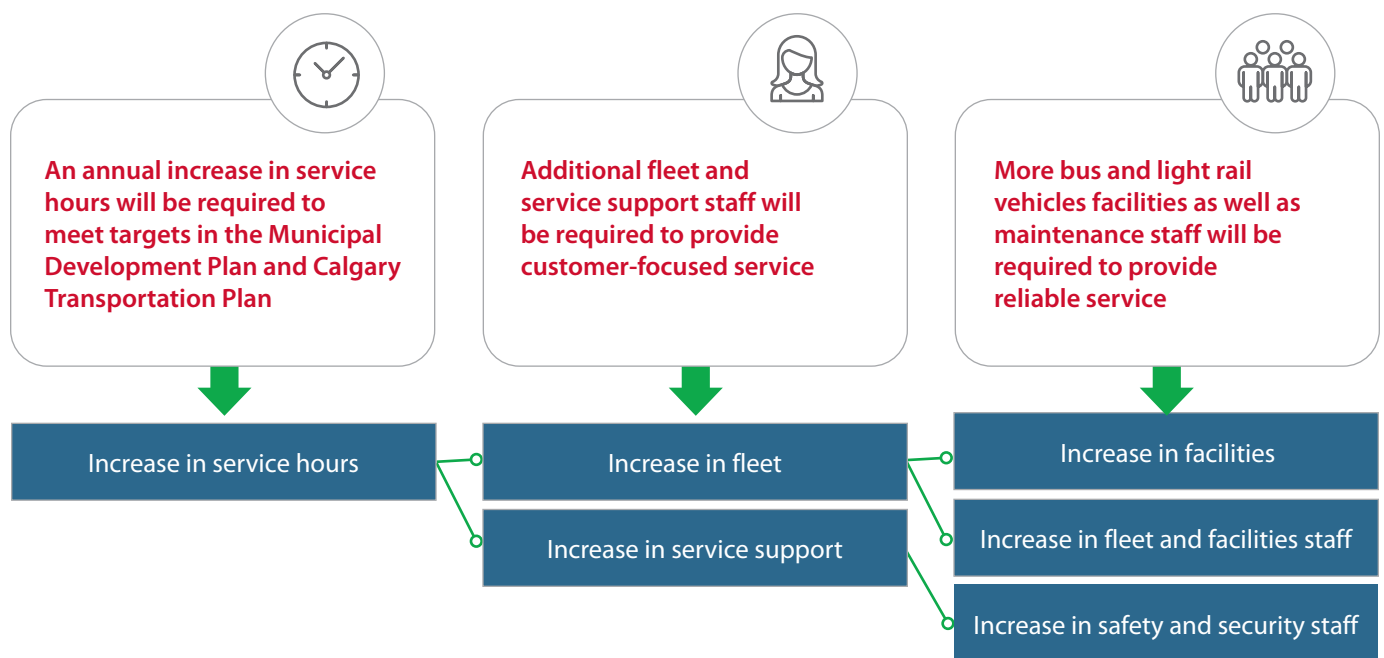 An annual increase in service
hours will be required to
meet targets in the Municipal
Development Plan and Calgary
Transportation Plan
Additional fleet and
service support staff will
be required to provide
customer-focused service
More bus and light rail
vehicles facilities as well as
maintenance staff will be
required to provide
reliable service
Increase in service hours
Increase in fleet
Increase in service support
Increase in facilities
Increase in fleet and facilities staff
Increase in safety and security staff